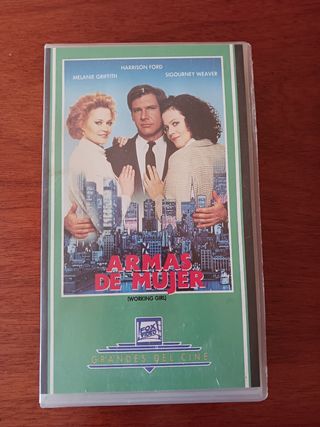 HARRISON FORD
MELANIE GRIFFITH
SIGOURNEY WEAVER
ARMAS
DE MUJER
(WORKING GIRL)
FOX
VIDEO
GRANDES DEL CINE